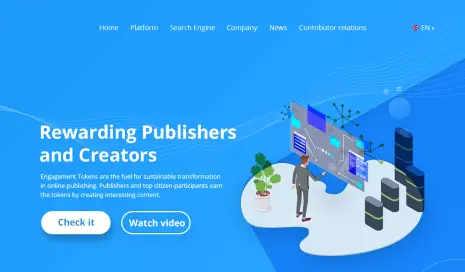 Home Platform Search Engine Company News Contributor relations EN
Rewarding Publishers
and Creators
Engagement Tokens are the fuel for sustainable transformation
in online publishing. Publishers and top citizen-participants earn
the tokens by creating interesting content.
Check it Watch video